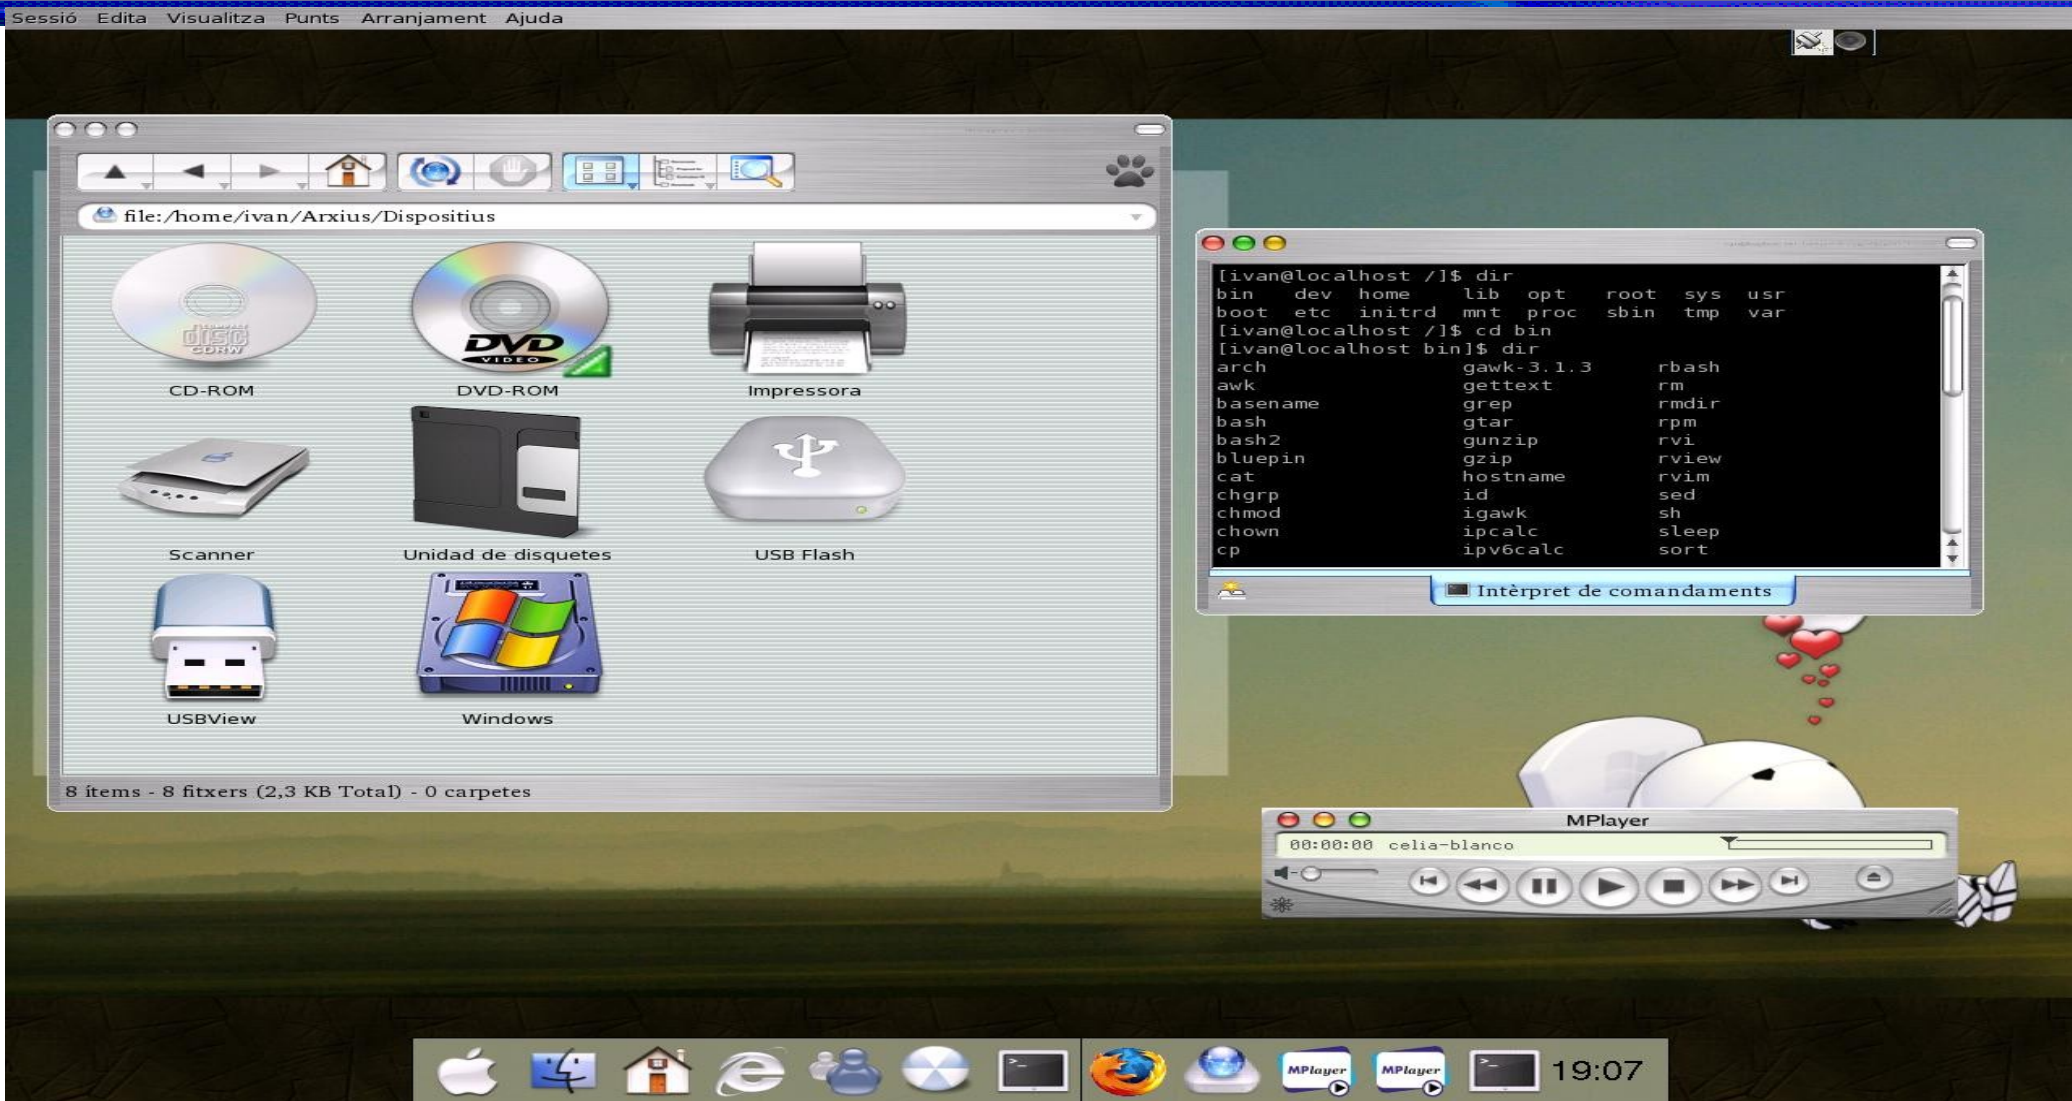 Sessió Edita Visualitza Punts Arranjament Ajuda
file:/home/ivan/Arxius/Dispositius
COMPACT
disc
CDRW
DVD
VIDEO
CD-ROM DVD-ROM Impressora
Scanner Unidad de disquetes USB Flash
USBView Windows
8 ítems - 8 fitxers (2,3 KB Total) - 0 carpetes
[ivan@localhost /]$ dir
bin dev home lib opt root sys usr
boot etc initrd mnt proc sbin tmp var
[ivan@localhost /]$ cd bin
[ivan@localhost bin]$ dir
arch gawk-3.1.3 rbash
awk gettext rm
basename grep rmdir
bash gtar rpm
bash2 gunzip rvi
bluepin gzip rview
cat hostname rvim
chgrp id sed
chmod igawk sh
chown ipcalc sleep
cp ipv6calc sort
Intèrpret de comandaments
MPlayer
00:00:00 celia-blanco
MPlayer MPlayer 19:07